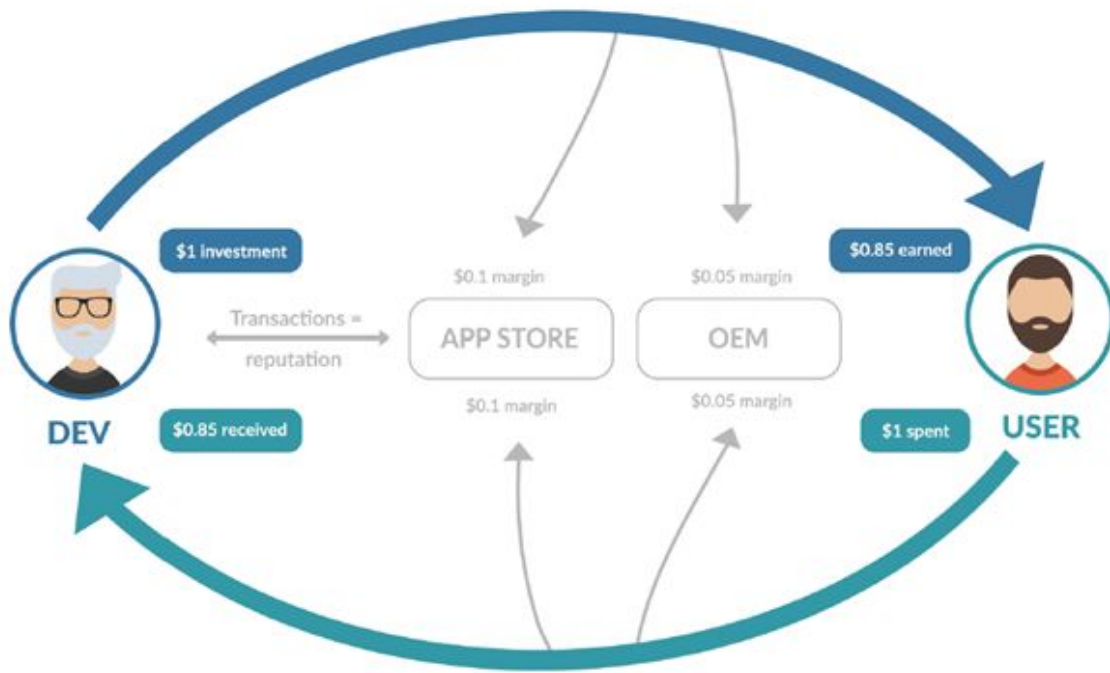 $1 investment
$0.85 earned
$0.1 margin
$0.05 margin
Transactions =
reputation
APP STORE
OEM
$0.1 margin
$0.05 margin
DEV
$0.85 received
$1 spent
USER